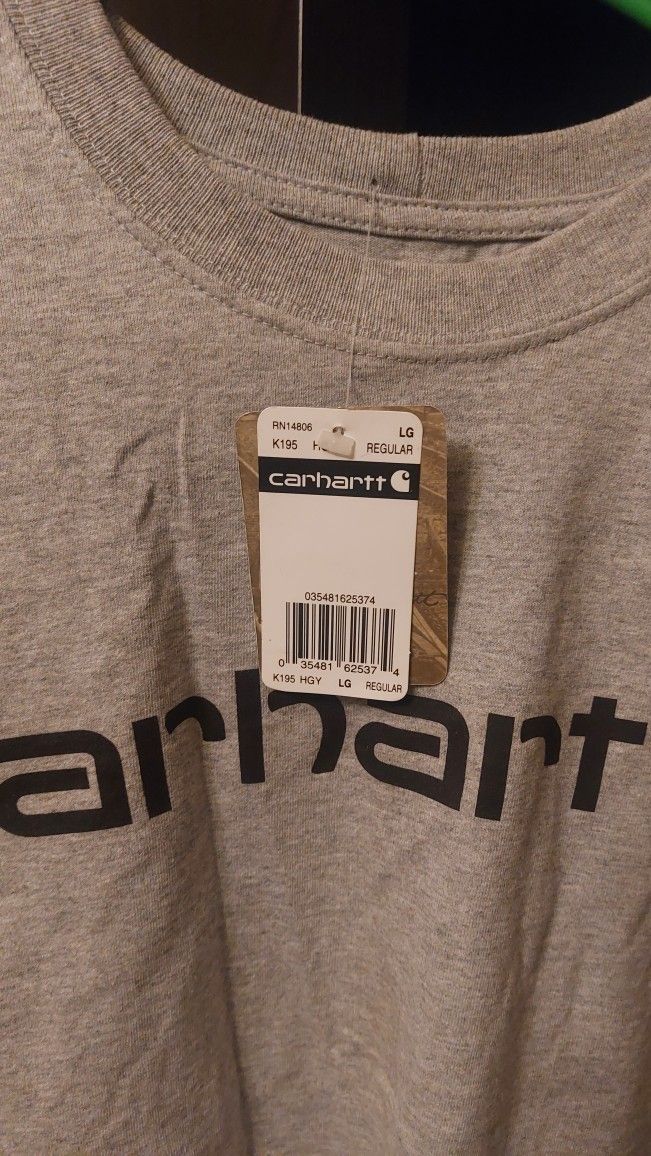 RN14806 LG
K195 REGULAR
carhartt
035481625374
0 35481 62537 4
K195 HGY LG REGULAR
arhart